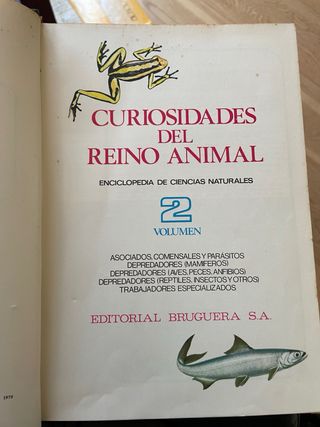 CURIOSIDADES
DEL
REINO ANIMAL
ENCICLOPEDIA DE CIENCIAS NATURALES
2
VOLUMEN
ASOCIADOS, COMENSALES Y PARÁSITOS
DEPREDADORES (MAMÍFEROS)
DEPREDADORES (AVES, PECES, ANFIBIOS)
DEPREDADORES (REPTILES, INSECTOS Y OTROS)
TRABAJADORES ESPECIALIZADOS
EDITORIAL BRUGUERA S.A.